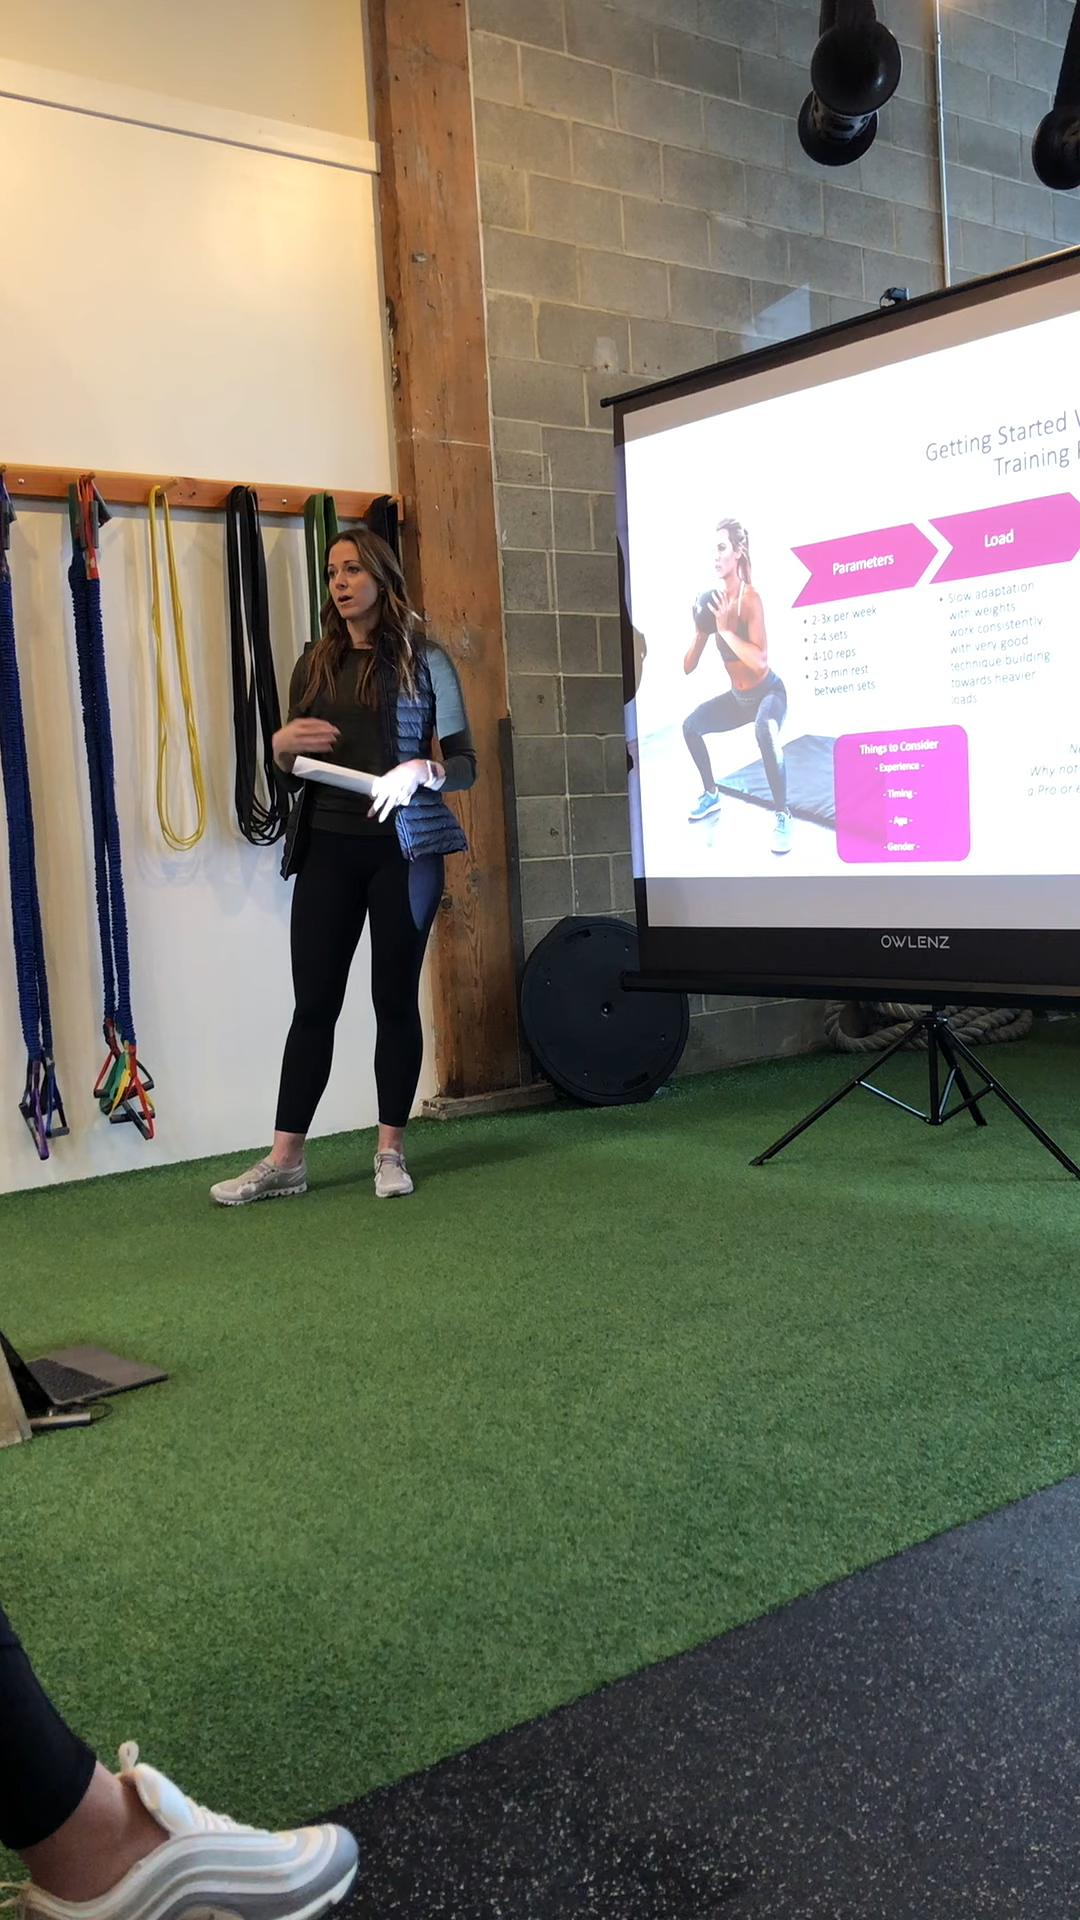 Getting Started
Training
Parameters
• 2-3x per week
• 2-4 sets
• 4-10 reps
• 2-3 min rest
between sets
Load
• Slow adaptation
with weights
work consistently
with very good
technique building
towards heavier
loads
Things to Consider
- Experience -
- Timing -
- Age -
- Gender -
Why not
a Pro or
OWLENZ